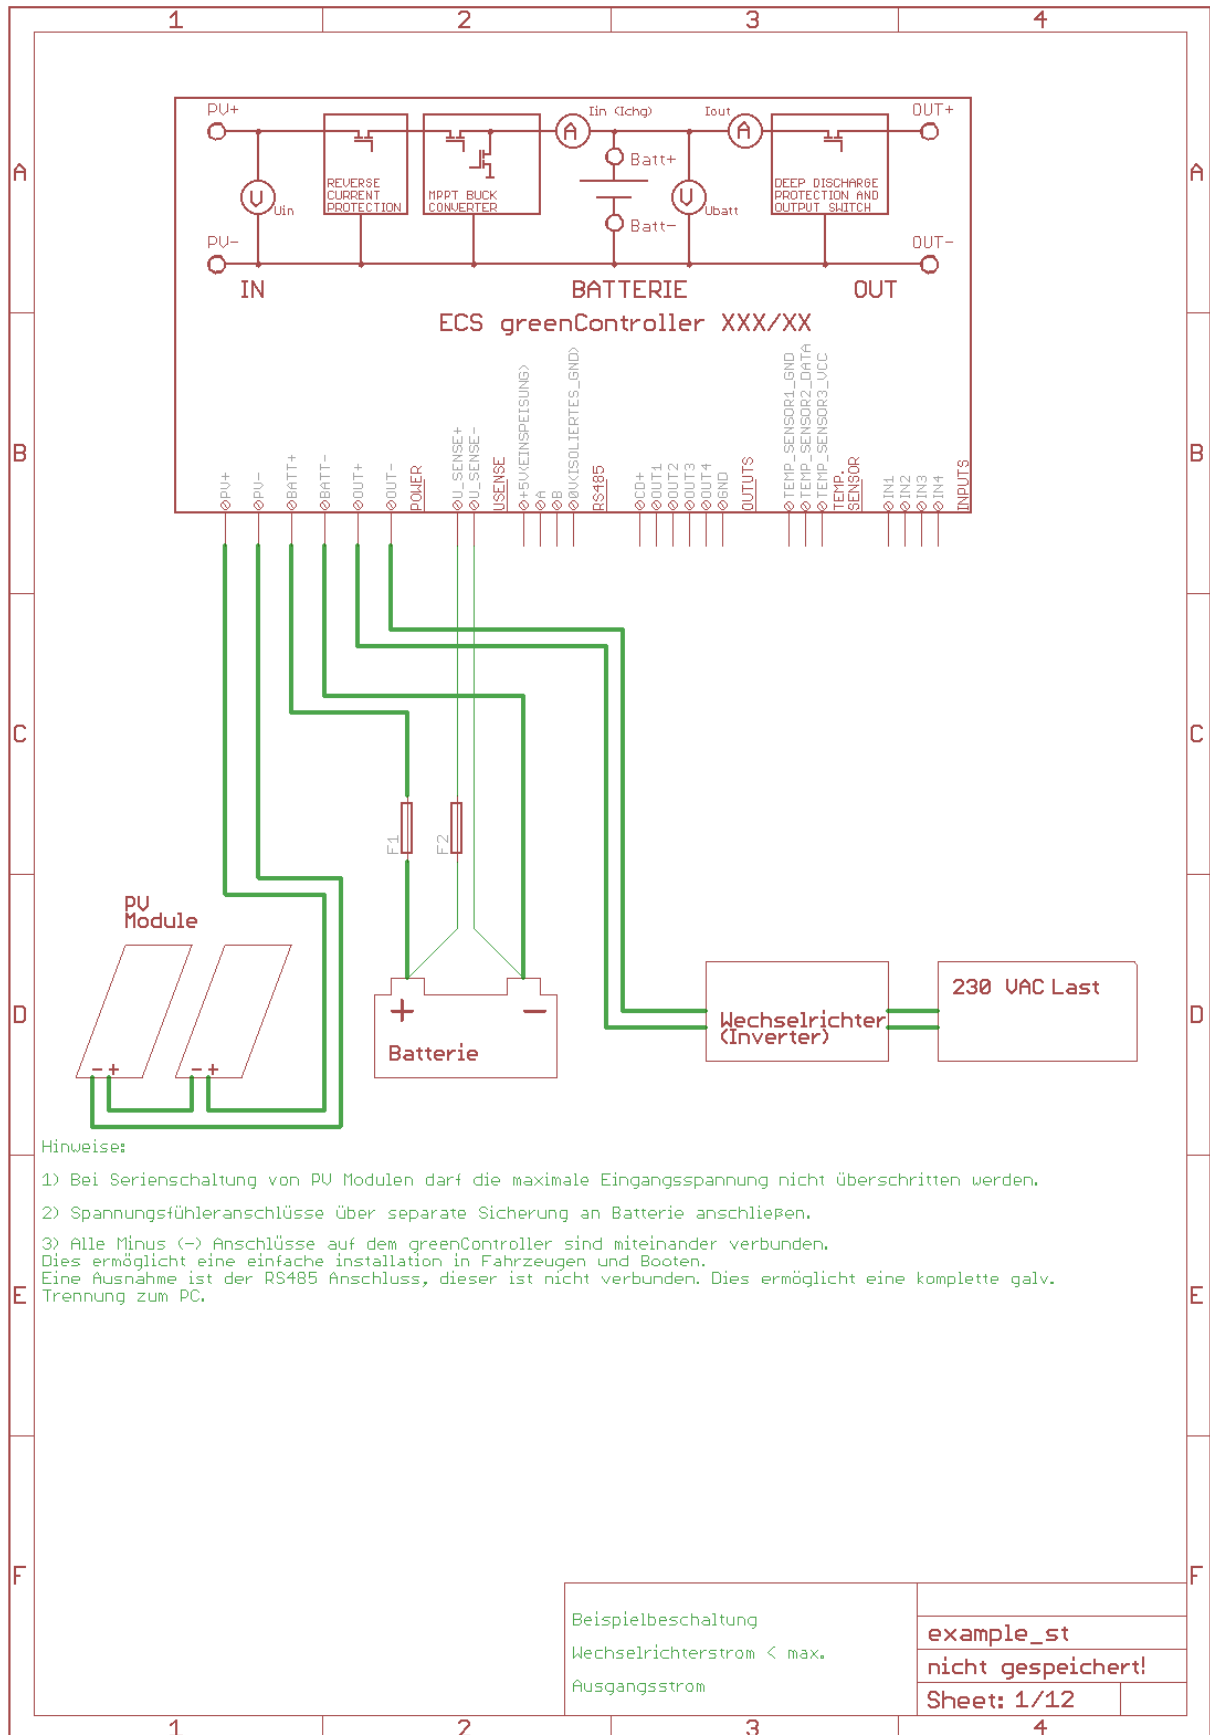 1 2 3 4
A A
PV+ Iin (Ichg) Iout OUT+
A A
Batt+
V Uin
REVERSE
CURRENT
PROTECTION
MPPT BUCK
CONVERTER
V Ubatt
DEEP DISCHARGE
PROTECTION AND
OUTPUT SWITCH
Batt-
PV- OUT-
IN BATTERIE OUT
ECS greenController XXX/XX
B B
PV+
PV-
BATT+
BATT-
OUT+
OUT-
POWER
U_SENSE+
U_SENSE-
USENSE
+5V(EINSPEISUNG)
A
B
0V(ISOLIERTES_GND)
RS485
CD+
OUT1
OUT2
OUT3
OUT4
GND
OUTUTS
TEMP_SENSOR1_GND
TEMP_SENSOR2_DATA
TEMP_SENSOR3_VCC
TEMP.
SENSOR
IN1
IN2
IN3
IN4
INPUTS
C C
F1 F2
PV
Module
D D
- + - +
+ -
Batterie
Wechselrichter
(Inverter)
230 VAC Last
Hinweise:
1) Bei Serienschaltung von PV Modulen darf die maximale Eingangsspannung nicht überschritten werden.
2) Spannungsfühleranschlüsse über separate Sicherung an Batterie anschließen.
3) Alle Minus (-) Anschlüsse auf dem greenController sind miteinander verbunden.
Dies ermöglicht eine einfache installation in Fahrzeugen und Booten.
Eine Ausnahme ist der RS485 Anschluss, dieser ist nicht verbunden. Dies ermöglicht eine komplette galv.
Trennung zum PC.
E E
F F
Beispielbeschaltung
Wechselrichterstrom < max.
Ausgangsstrom
example_st
nicht gespeichert!
Sheet: 1/12
1 2 3 4